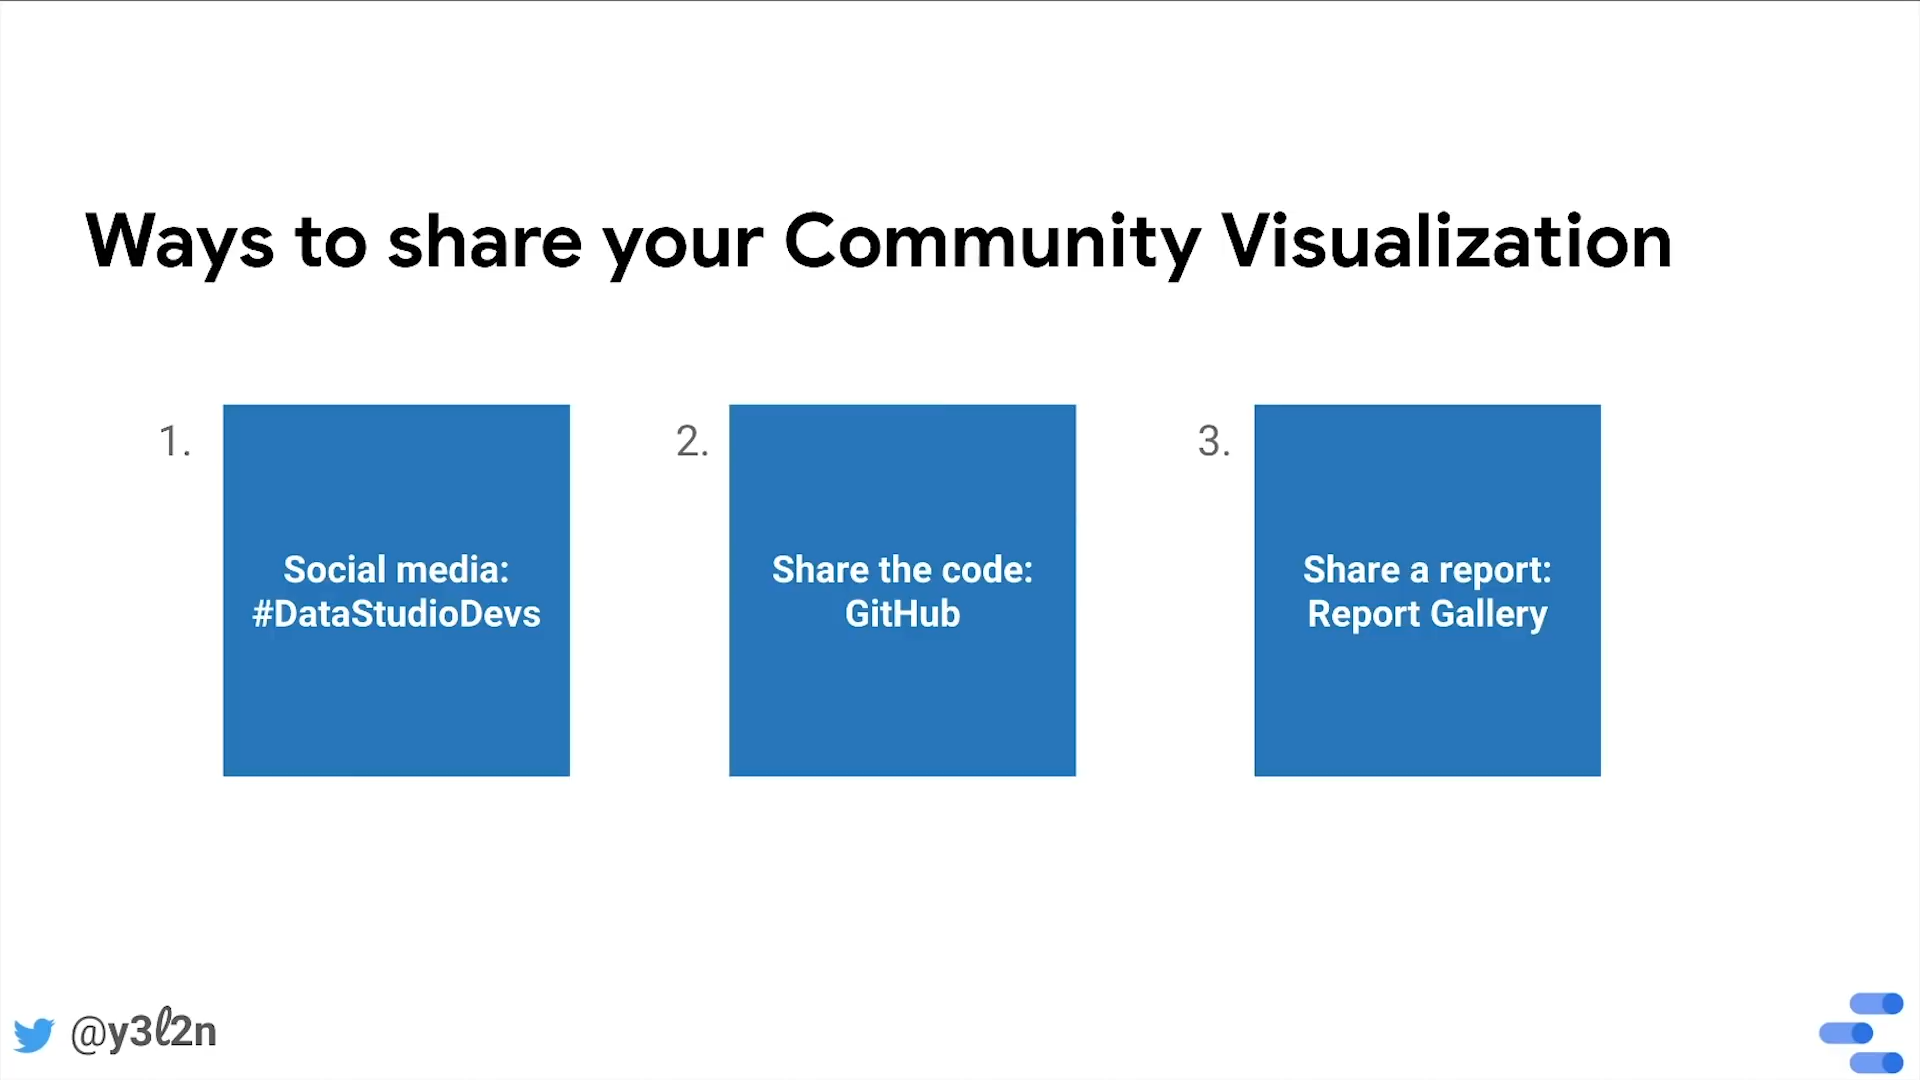 Ways to share your Community Visualization
1.
Social media:
#DataStudioDevs
2.
Share the code:
GitHub
3.
Share a report:
Report Gallery
@y3ℓ2n